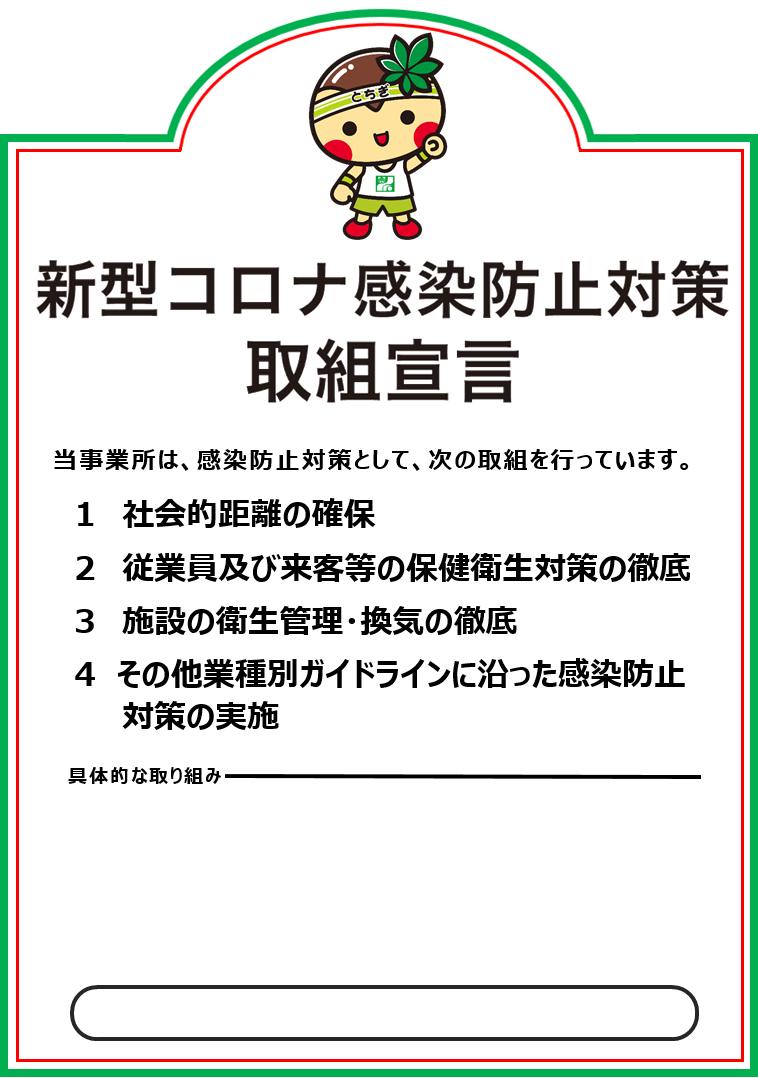 とちぎ
新型コロナ感染防止対策
取組宣言
当事業所は、感染防止対策として、次の取組を行っています。
1 社会的距離の確保
2 従業員及び来客等の保健衛生対策の徹底
3 施設の衛生管理・換気の徹底
4 その他業種別ガイドラインに沿った感染防止
対策の実施
具体的な取り組み